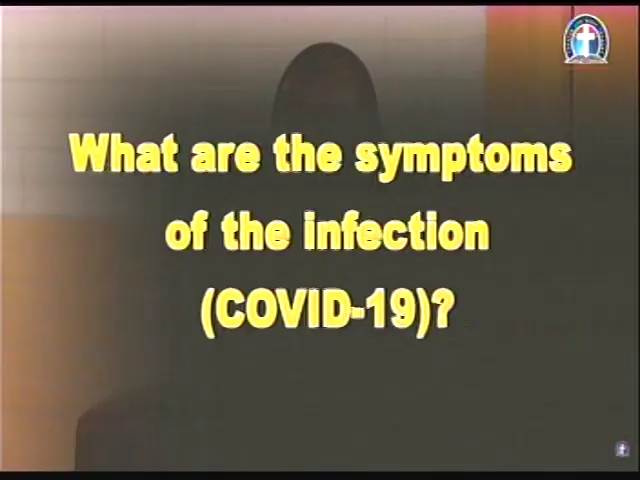 What are the symptoms
of the infection
(COVID-19)?